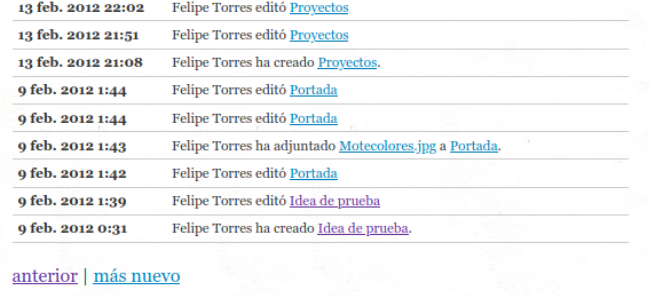 13 feb. 2012 22:02 Felipe Torres editó Proyectos
13 feb. 2012 21:51 Felipe Torres editó Proyectos
13 feb. 2012 21:08 Felipe Torres ha creado Proyectos.
9 feb. 2012 1:44 Felipe Torres editó Portada
9 feb. 2012 1:44 Felipe Torres editó Portada
9 feb. 2012 1:43 Felipe Torres ha adjuntado Motecolores.jpg a Portada.
9 feb. 2012 1:42 Felipe Torres editó Portada
9 feb. 2012 1:39 Felipe Torres editó Idea de prueba
9 feb. 2012 0:31 Felipe Torres ha creado Idea de prueba.
anterior | más nuevo